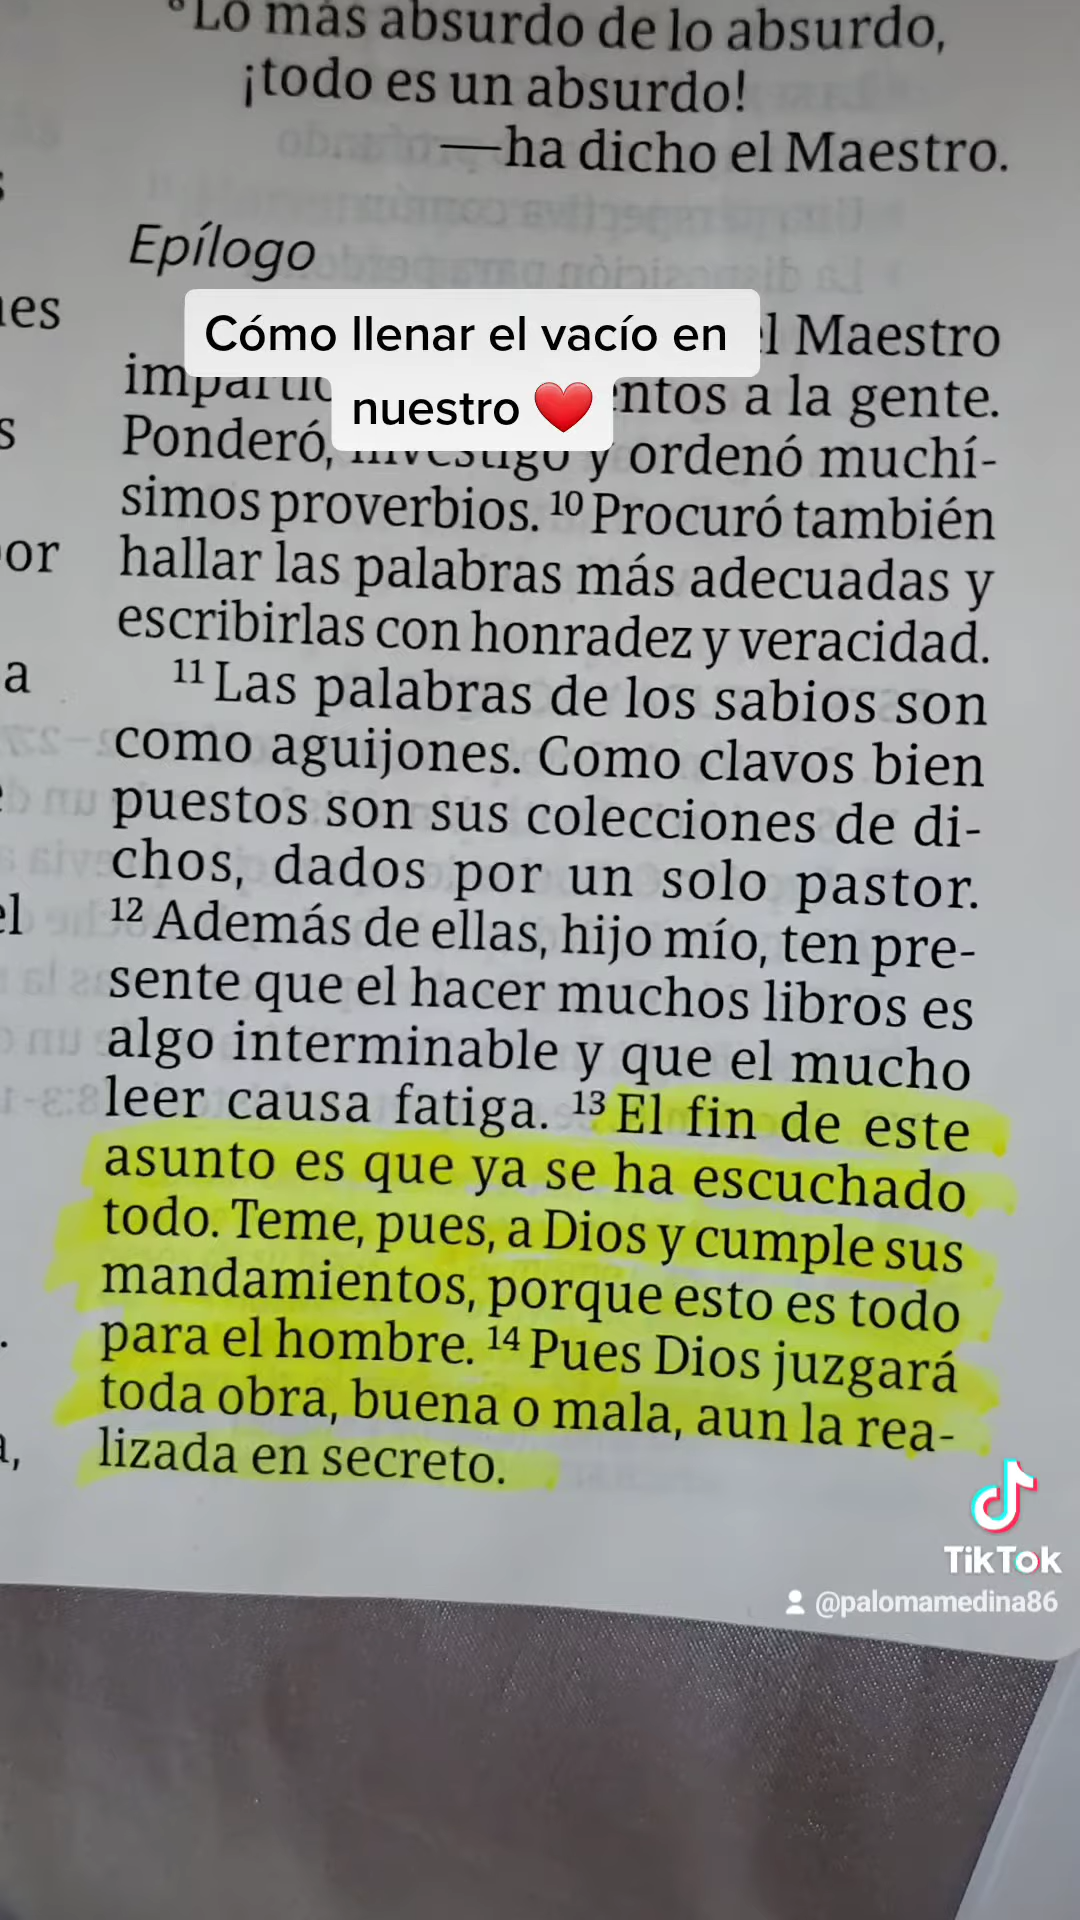 ⁸Lo más absurdo de lo absurdo,
¡todo es un absurdo!
—ha dicho el Maestro.
Epílogo
Cómo llenar el vacío en
nuestro ❤️
el Maestro
a la gente.
Ponderó, investigó y ordenó muchí-
simos proverbios. ¹⁰ Procuró también
hallar las palabras más adecuadas y
escribirlas con honradez y veracidad.
¹¹ Las palabras de los sabios son
como aguijones. Como clavos bien
puestos son sus colecciones de di-
chos, dados por un solo pastor.
¹² Además de ellas, hijo mío, ten pre-
sente que el hacer muchos libros es
algo interminable y que el mucho
leer causa fatiga. ¹³ El fin de este
asunto es que ya se ha escuchado
todo. Teme, pues, a Dios y cumple sus
mandamientos, porque esto es todo
para el hombre. ¹⁴ Pues Dios juzgará
toda obra, buena o mala, aun la rea-
lizada en secreto.
TikTok
@palomamedina86